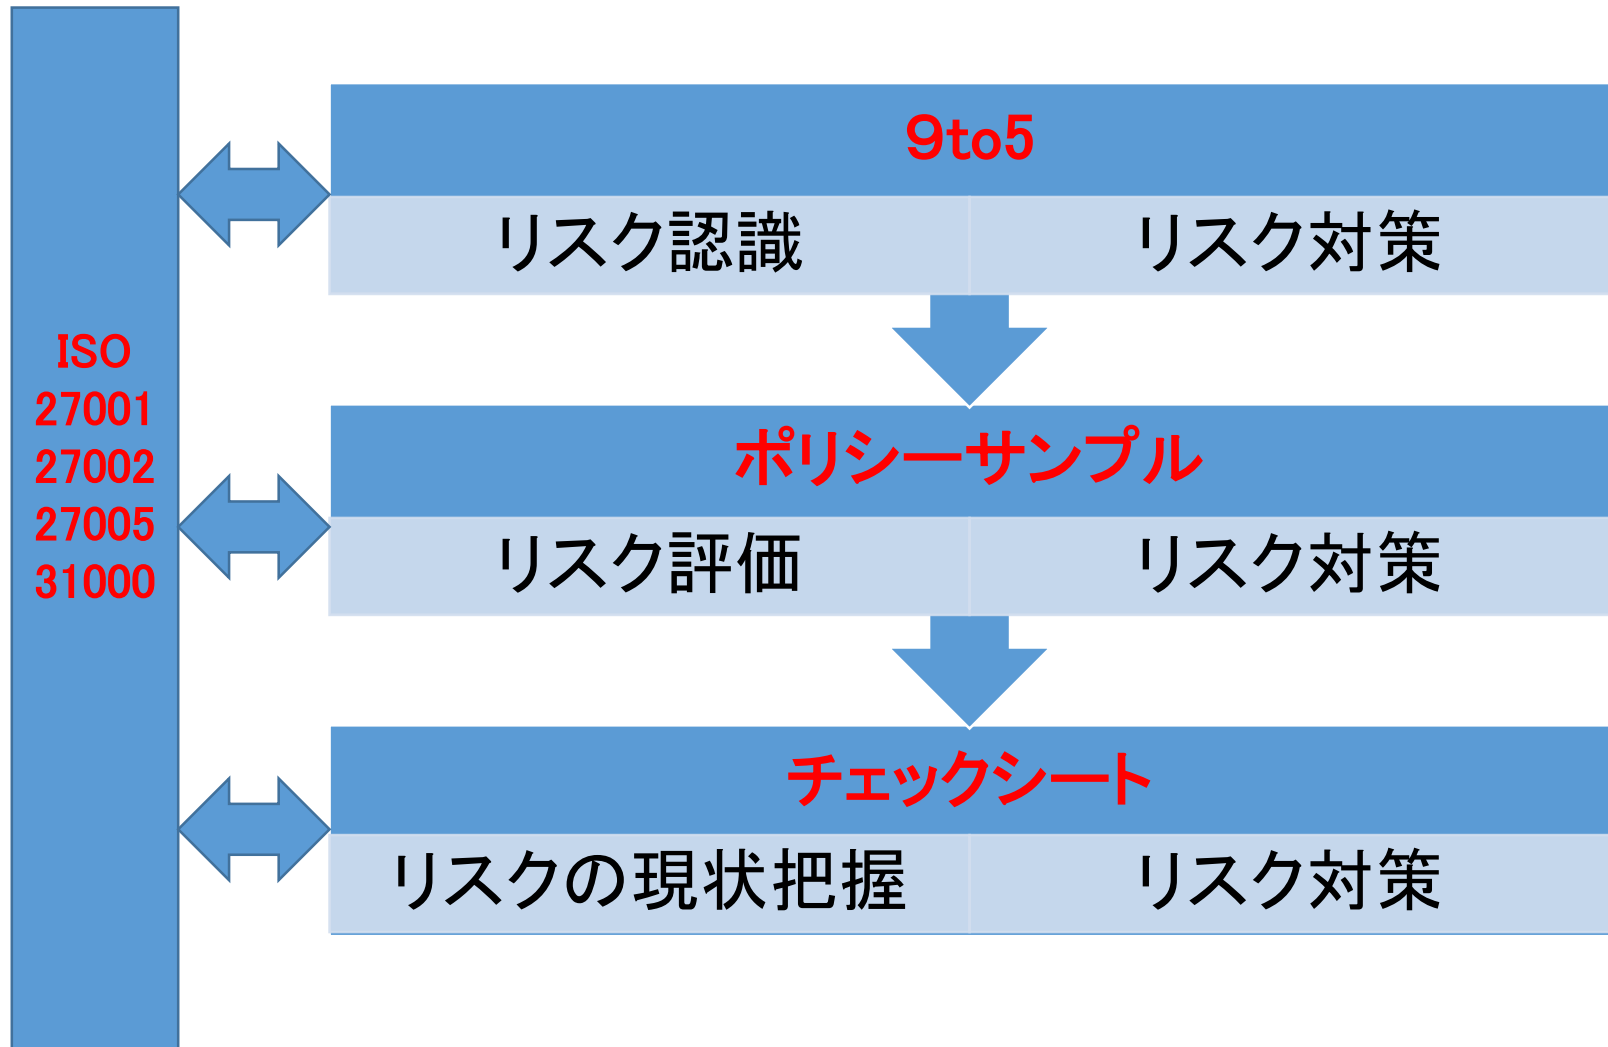 ISO
27001
27002
27005
31000
９to5
リスク認識
リスク対策
ポリシーサンプル
リスク評価
リスク対策
チェックシート
リスクの現状把握
リスク対策